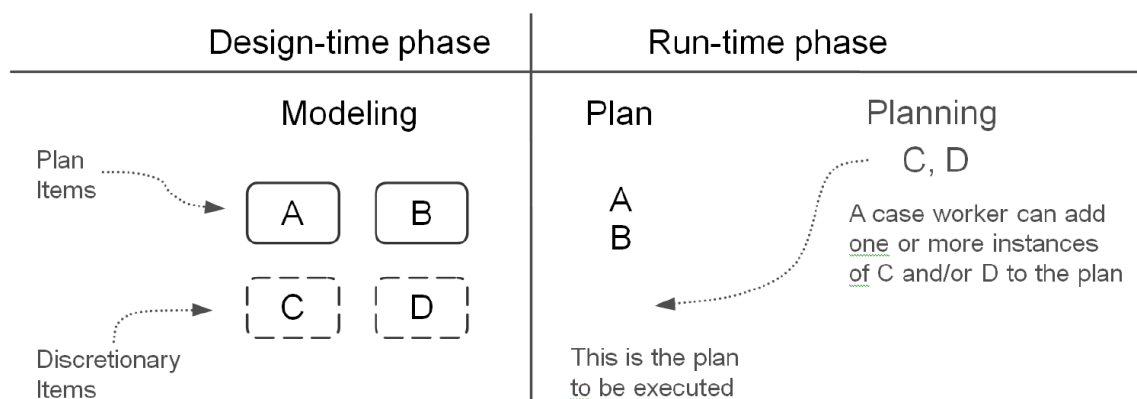 Design-time phase
Run-time phase
Modeling
Plan
Items
A
B
C
D
Discretionary
Items
Plan
A
B
This is the plan
to be executed
Planning
C, D
A case worker can add
one or more instances
of C and/or D to the plan